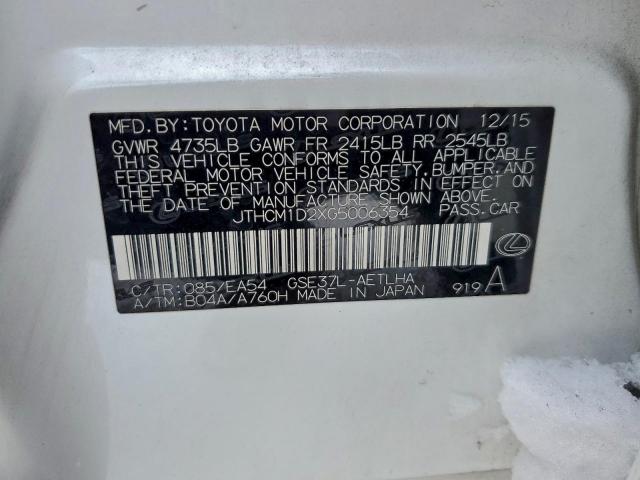 MFD.BY:TOYOTA MOTOR CORPORATION 12/15
GVWR 4735LB GAWR FR 2415LB RR 2545LB
THIS VEHICLE CONFORMS TO ALL APPLICABLE
FEDERAL MOTOR VEHICLE SAFETY,BUMPER,AND
THEFT PREVENTION STANDARDS IN EFFECT ON
THE DATE OF MANUFACTURE SHOWN ABOVE.
JTHCM1D2XG5006354 PASS.CAR
C/TR:085/EA54 GSE37L-AETLHA
A/TM:B04A/A760H MADE IN JAPAN 919 A